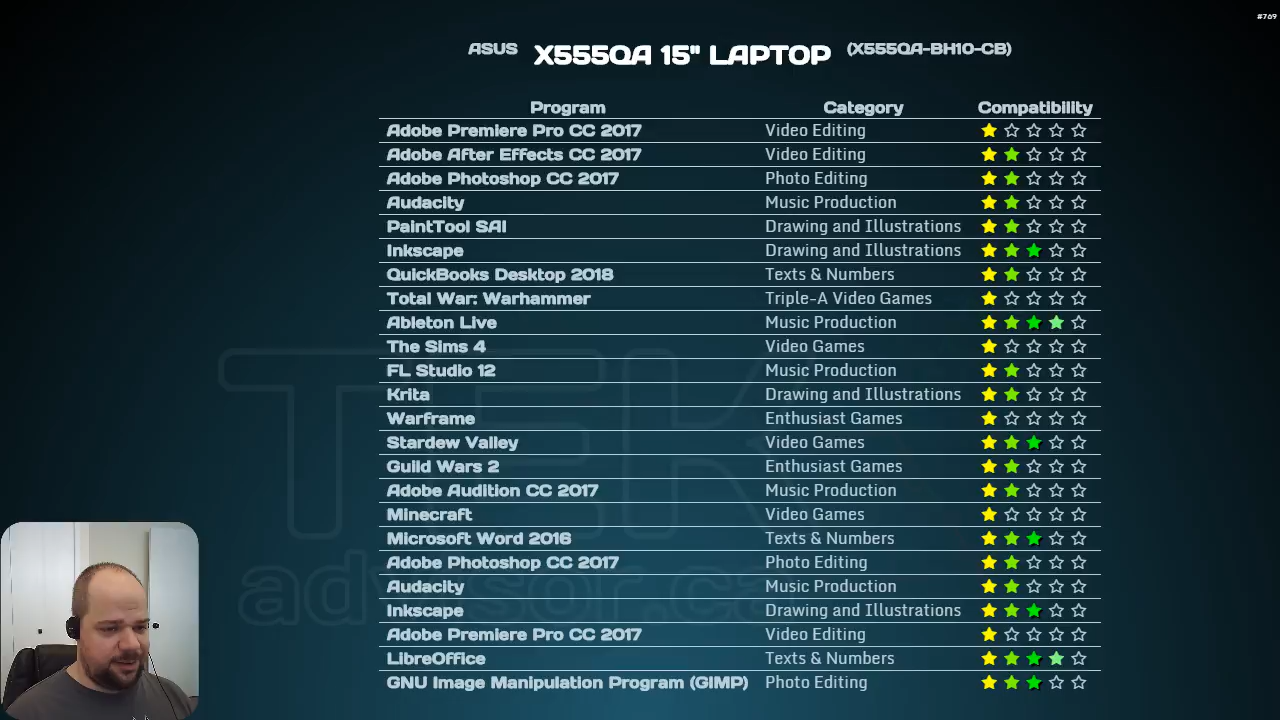 #769
ASUS X555QA 15" LAPTOP (X555QA-BH10-CB)
Program Category Compatibility
Adobe Premiere Pro CC 2017 Video Editing
Adobe After Effects CC 2017 Video Editing
Adobe Photoshop CC 2017 Photo Editing
Audacity Music Production
PaintTool SAI Drawing and Illustrations
Inkscape Drawing and Illustrations
QuickBooks Desktop 2018 Texts & Numbers
Total War: Warhammer Triple-A Video Games
Ableton Live Music Production
The Sims 4 Video Games
FL Studio 12 Music Production
Krita Drawing and Illustrations
Warframe Enthusiast Games
Stardew Valley Video Games
Guild Wars 2 Enthusiast Games
Adobe Audition CC 2017 Music Production
Minecraft Video Games
Microsoft Word 2016 Texts & Numbers
Adobe Photoshop CC 2017 Photo Editing
Audacity Music Production
Inkscape Drawing and Illustrations
Adobe Premiere Pro CC 2017 Video Editing
LibreOffice Texts & Numbers
GNU Image Manipulation Program (GIMP) Photo Editing
TEK
advisor.ca